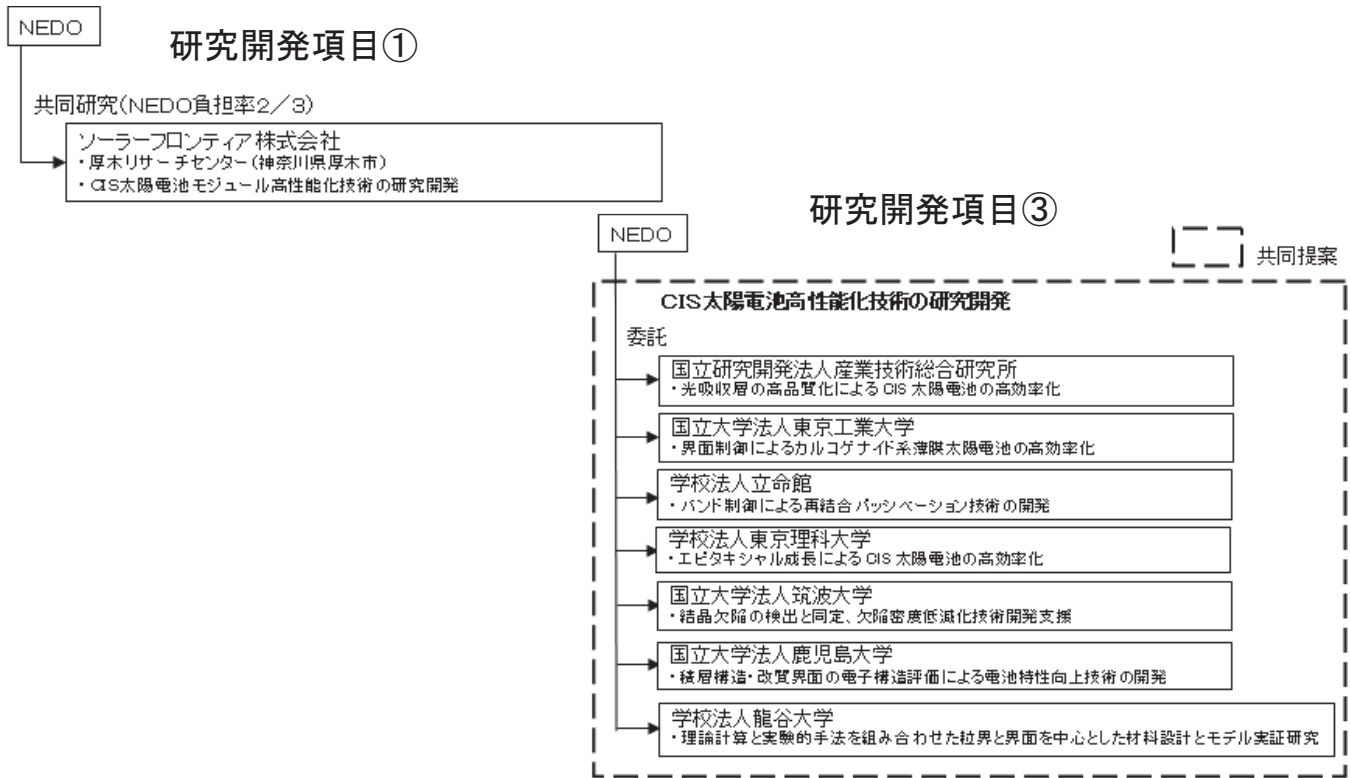 NEDO
研究開発項目①
共同研究(NEDO負担率2／3)
ソーラーフロンティア株式会社
・厚木リサーチセンター(神奈川県厚木市)
・CIS太陽電池モジュール高性能化技術の研究開発
研究開発項目③
NEDO
共同提案
CIS太陽電池高性能化技術の研究開発
委託
国立研究開発法人産業技術総合研究所
・光吸収層の高品質化によるCIS太陽電池の高効率化
国立大学法人東京工業大学
・界面制御によるカルコゲナイド系薄膜太陽電池の高効率化
学校法人立命館
・バンド制御による再結合パッシベーション技術の開発
学校法人東京理科大学
・エピタキシャル成長によるCIS太陽電池の高効率化
国立大学法人筑波大学
・結晶欠陥の検出と同定、欠陥密度低減化技術開発支援
国立大学法人鹿児島大学
・積層構造・改質界面の電子構造評価による電池特性向上技術の開発
学校法人龍谷大学
・理論計算と実験的手法を組み合わせた粒界と界面を中心とした材料設計とモデル実証研究